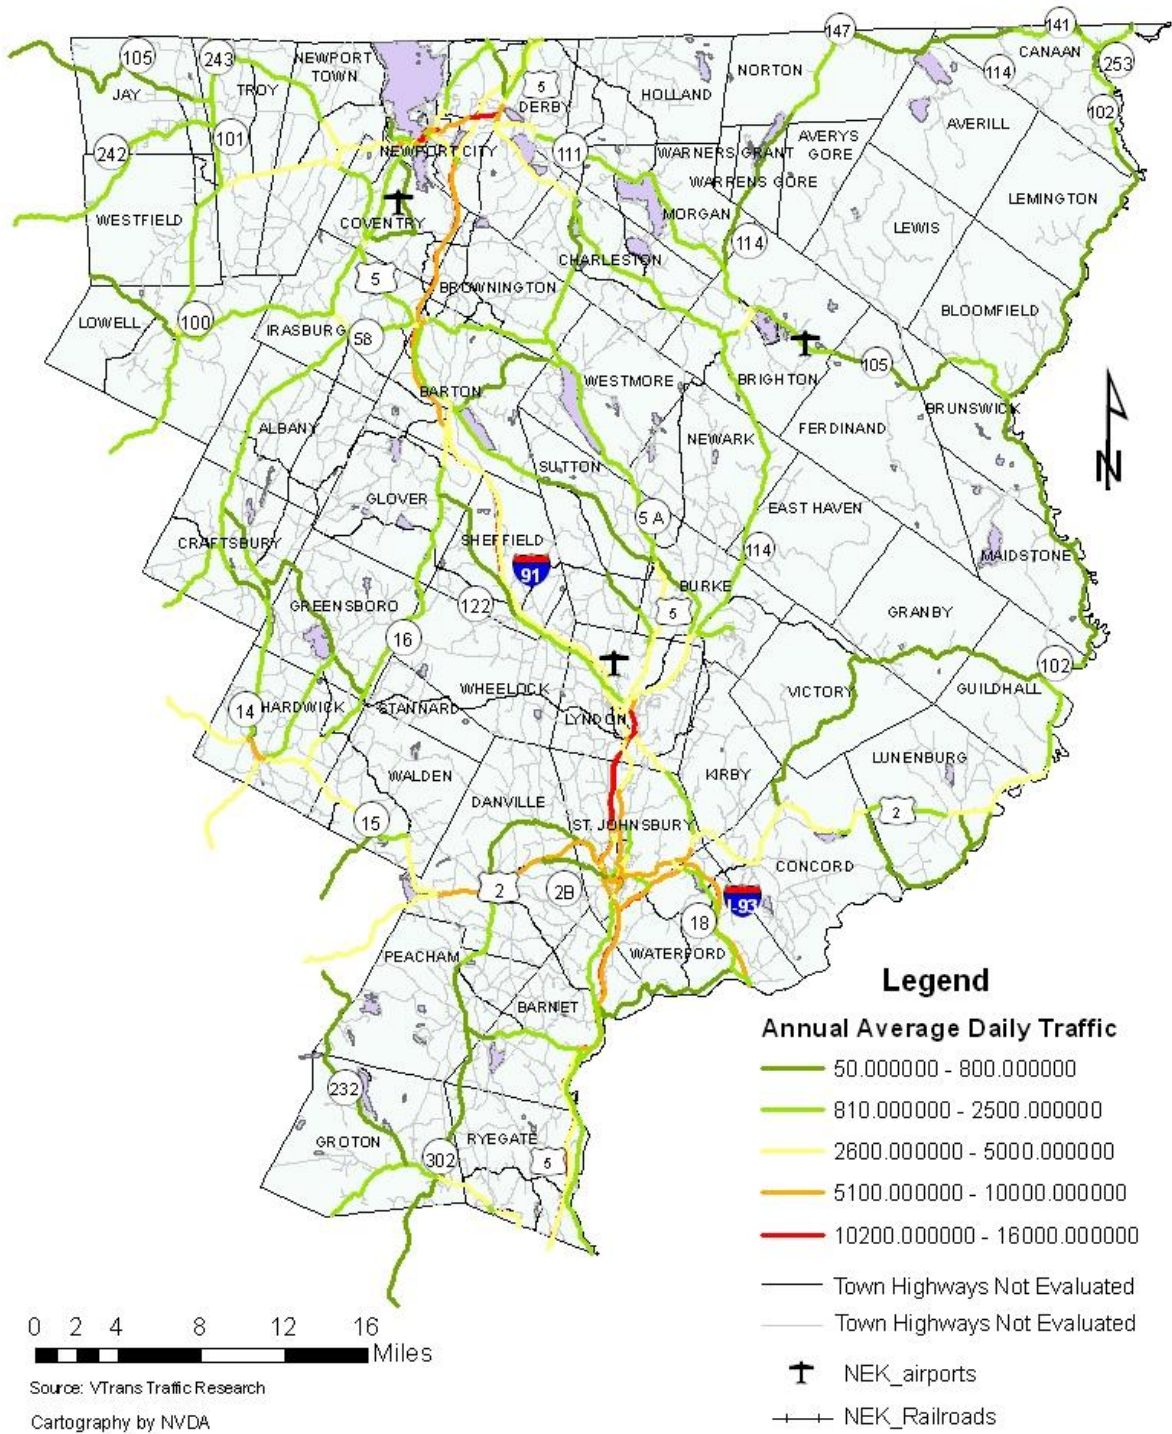 147
141
CANAAN
105
243
NEWPORT
TOWN
114
253
JAY
TROY
5
NORTON
HOLLAND
DERBY
102
AVERILL
101
AVERYS
GORE
242
NEWPORT CITY
111
WARNERS GRANT
WARRENS GORE
LEMINGTON
WESTFIELD
COVENTRY
MORGAN
LEWIS
114
CHARLESTON
5
BROWNINGTON
BLOOMFIELD
LOWELL
100
IRASBURG
58
105
WESTMORE
BRIGHTON
BARTON
BRUNSWICK
ALBANY
NEWARK
FERDINAND
N
SUTTON
GLOVER
EAST HAVEN
5 A
SHEFFIELD
CRAFTSBURY
114
MAIDSTONE
91
BURKE
GREENSBORO
122
5
GRANBY
16
102
WHEELOCK
VICTORY
GUILDHALL
14
HARDWICK
STANNARD
LYNDON
LUNENBURG
WALDEN
KIRBY
DANVILLE
15
ST. JOHNSBURY
2
CONCORD
2
2B
I-93
18
PEACHAM
WATERFORD
BARNET
232
GROTON
RYEGATE
302
5
Legend
Annual Average Daily Traffic
50.000000 - 800.000000
810.000000 - 2500.000000
2600.000000 - 5000.000000
5100.000000 - 10000.000000
10200.000000 - 16000.000000
Town Highways Not Evaluated
Town Highways Not Evaluated
NEK_airports
NEK_Railroads
0 2 4 8 12 16
Miles
Source: VTrans Traffic Research
Cartography by NVDA